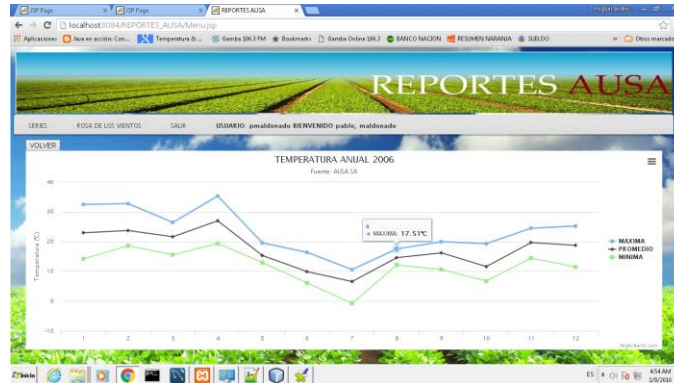 JSP Page
JSP Page
REPORTES AUSA
localhost:8084/REPORTES_AUSA/Menu.jsp
Aplicaciones
Java en acción: Con...
Temperatura &...
Gamba 106.3 FM
Bookmarks
Gamba Online 106.3
BANCO NACION
RESUMEN NARANJA
SUELDO
Otros marcado
REPORTES AUSA
SERIES
ROSA DE LOS VIENTOS
SALIR
USUARIO: pmaldonado BIENVENIDO pablo, maldonado
VOLVER
TEMPERATURA ANUAL 2006
Fuente: AUSA SA
Temperatura (°C)
40
30
20
10
0
-10
8
MAXIMA: 17.51°C
MAXIMA
PROMEDIO
MINIMA
1 2 3 4 5 6 7 8 9 10 11 12
Highcharts.com
Inicio
ES
4:54 AM
1/8/2016